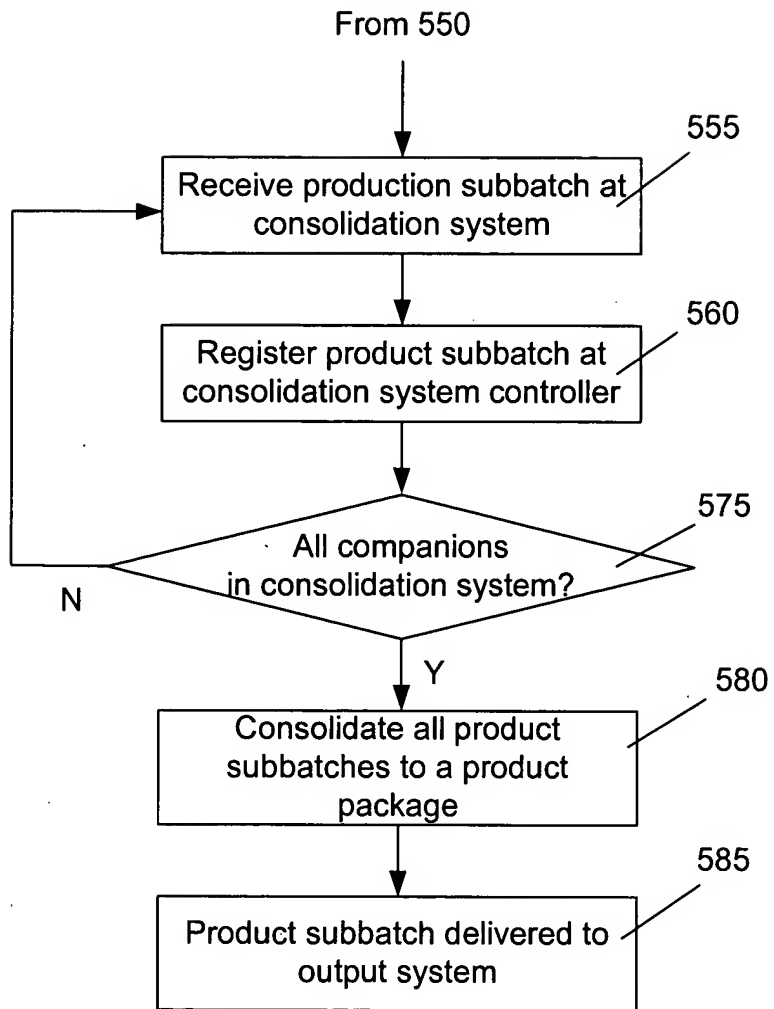 From 550
555
Receive production subbatch at
consolidation system
560
Register product subbatch at
consolidation system controller
575
All companions
in consolidation system?
N
Y
580
Consolidate all product
subbatches to a product
package
585
Product subbatch delivered to
output system